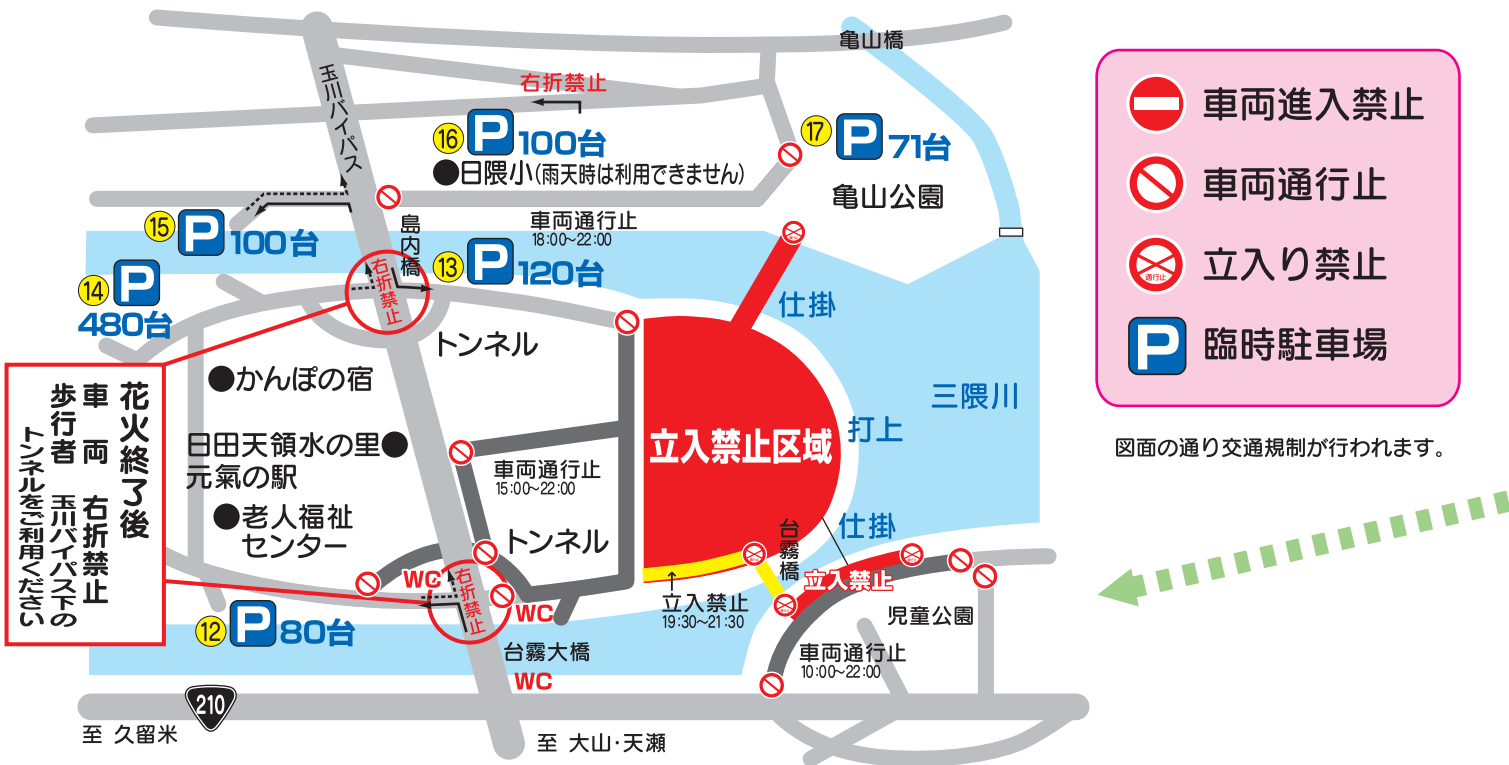 亀山橋
玉川バイパス
右折禁止
16
P
100台
●日隈小(雨天時は利用できません)
17
P
71台
亀山公園
15
P
100台
島内橋
車両通行止
18:00~22:00
14
P
480台
13
P
120台
右折禁止
仕掛
トンネル
●かんぽの宿
三隈川
打上
立入禁止区域
日田天領水の里●
元氣の駅
車両通行止
15:00~22:00
●老人福祉
センター
トンネル
仕掛
台霧橋
WC
右折禁止
WC
立入禁止
立入禁止
19:30~21:30
児童公園
12
P
80台
台霧大橋
WC
車両通行止
10:00~22:00
210
至 久留米
至 大山・天瀬
花火終了後
車両 右折禁止
歩行者 玉川バイパス下の
トンネルをご利用ください
車両進入禁止
車両通行止
通行止
立入り禁止
P
臨時駐車場
図面の通り交通規制が行われます。